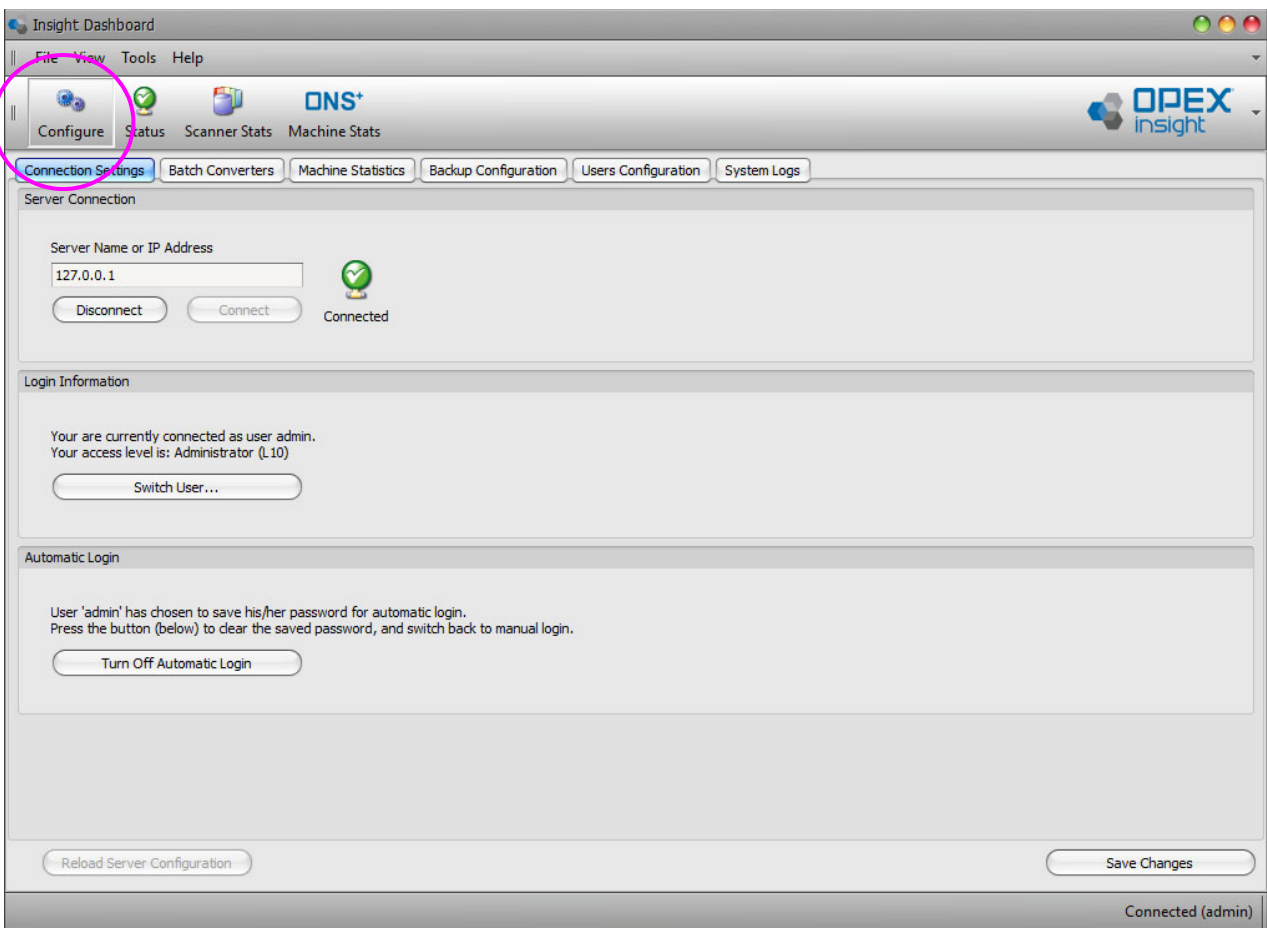 Insight Dashboard
File View Tools Help
Configure Status Scanner Stats ONS+ Machine Stats
OPEX insight
Connection Settings Batch Converters Machine Statistics Backup Configuration Users Configuration System Logs
Server Connection
Server Name or IP Address
127.0.0.1
Disconnect Connect Connected
Login Information
Your are currently connected as user admin.
Your access level is: Administrator (L10)
Switch User...
Automatic Login
User 'admin' has chosen to save his/her password for automatic login.
Press the button (below) to clear the saved password, and switch back to manual login.
Turn Off Automatic Login
Reload Server Configuration Save Changes
Connected (admin)